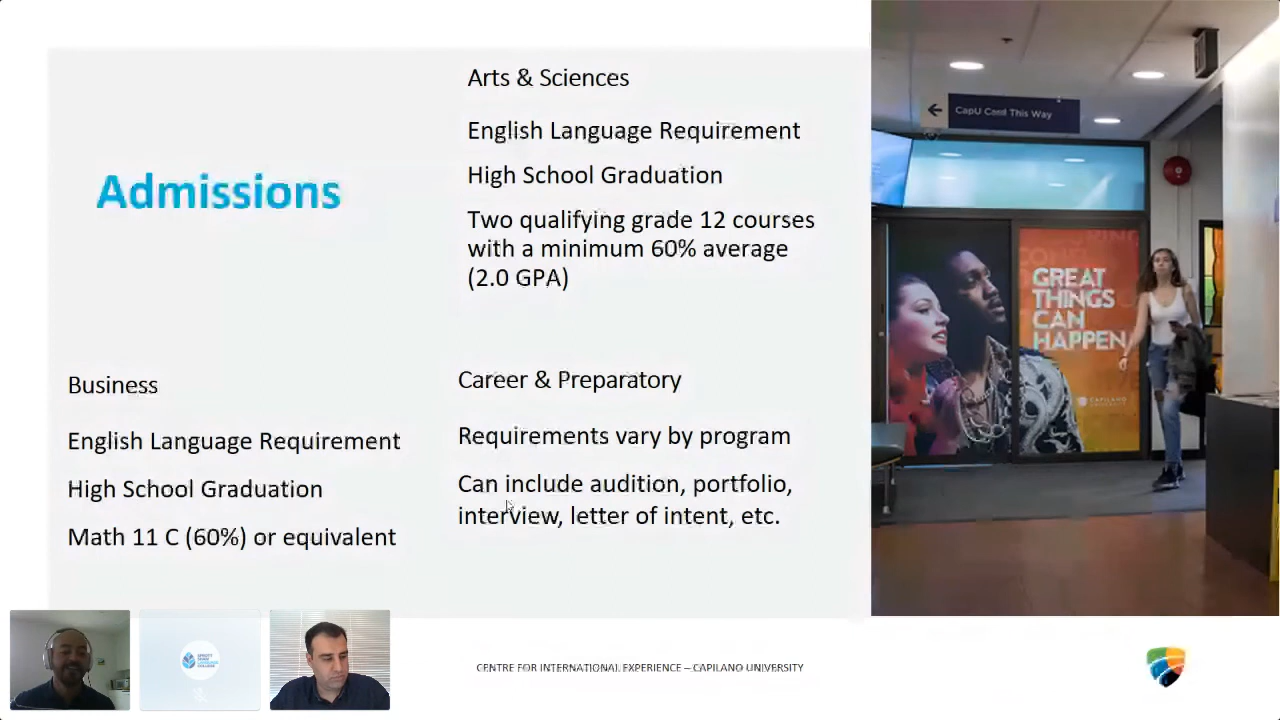 Admissions
Arts & Sciences
English Language Requirement
High School Graduation
Two qualifying grade 12 courses
with a minimum 60% average
(2.0 GPA)
Business
English Language Requirement
High School Graduation
Math 11 C (60%) or equivalent
Career & Preparatory
Requirements vary by program
Can include audition, portfolio,
interview, letter of intent, etc.
CapU Card This Way
GREAT
THINGS
CAN
HAPPEN
CAPILANO
CENTRE FOR INTERNATIONAL EXPERIENCE – CAPILANO UNIVERSITY